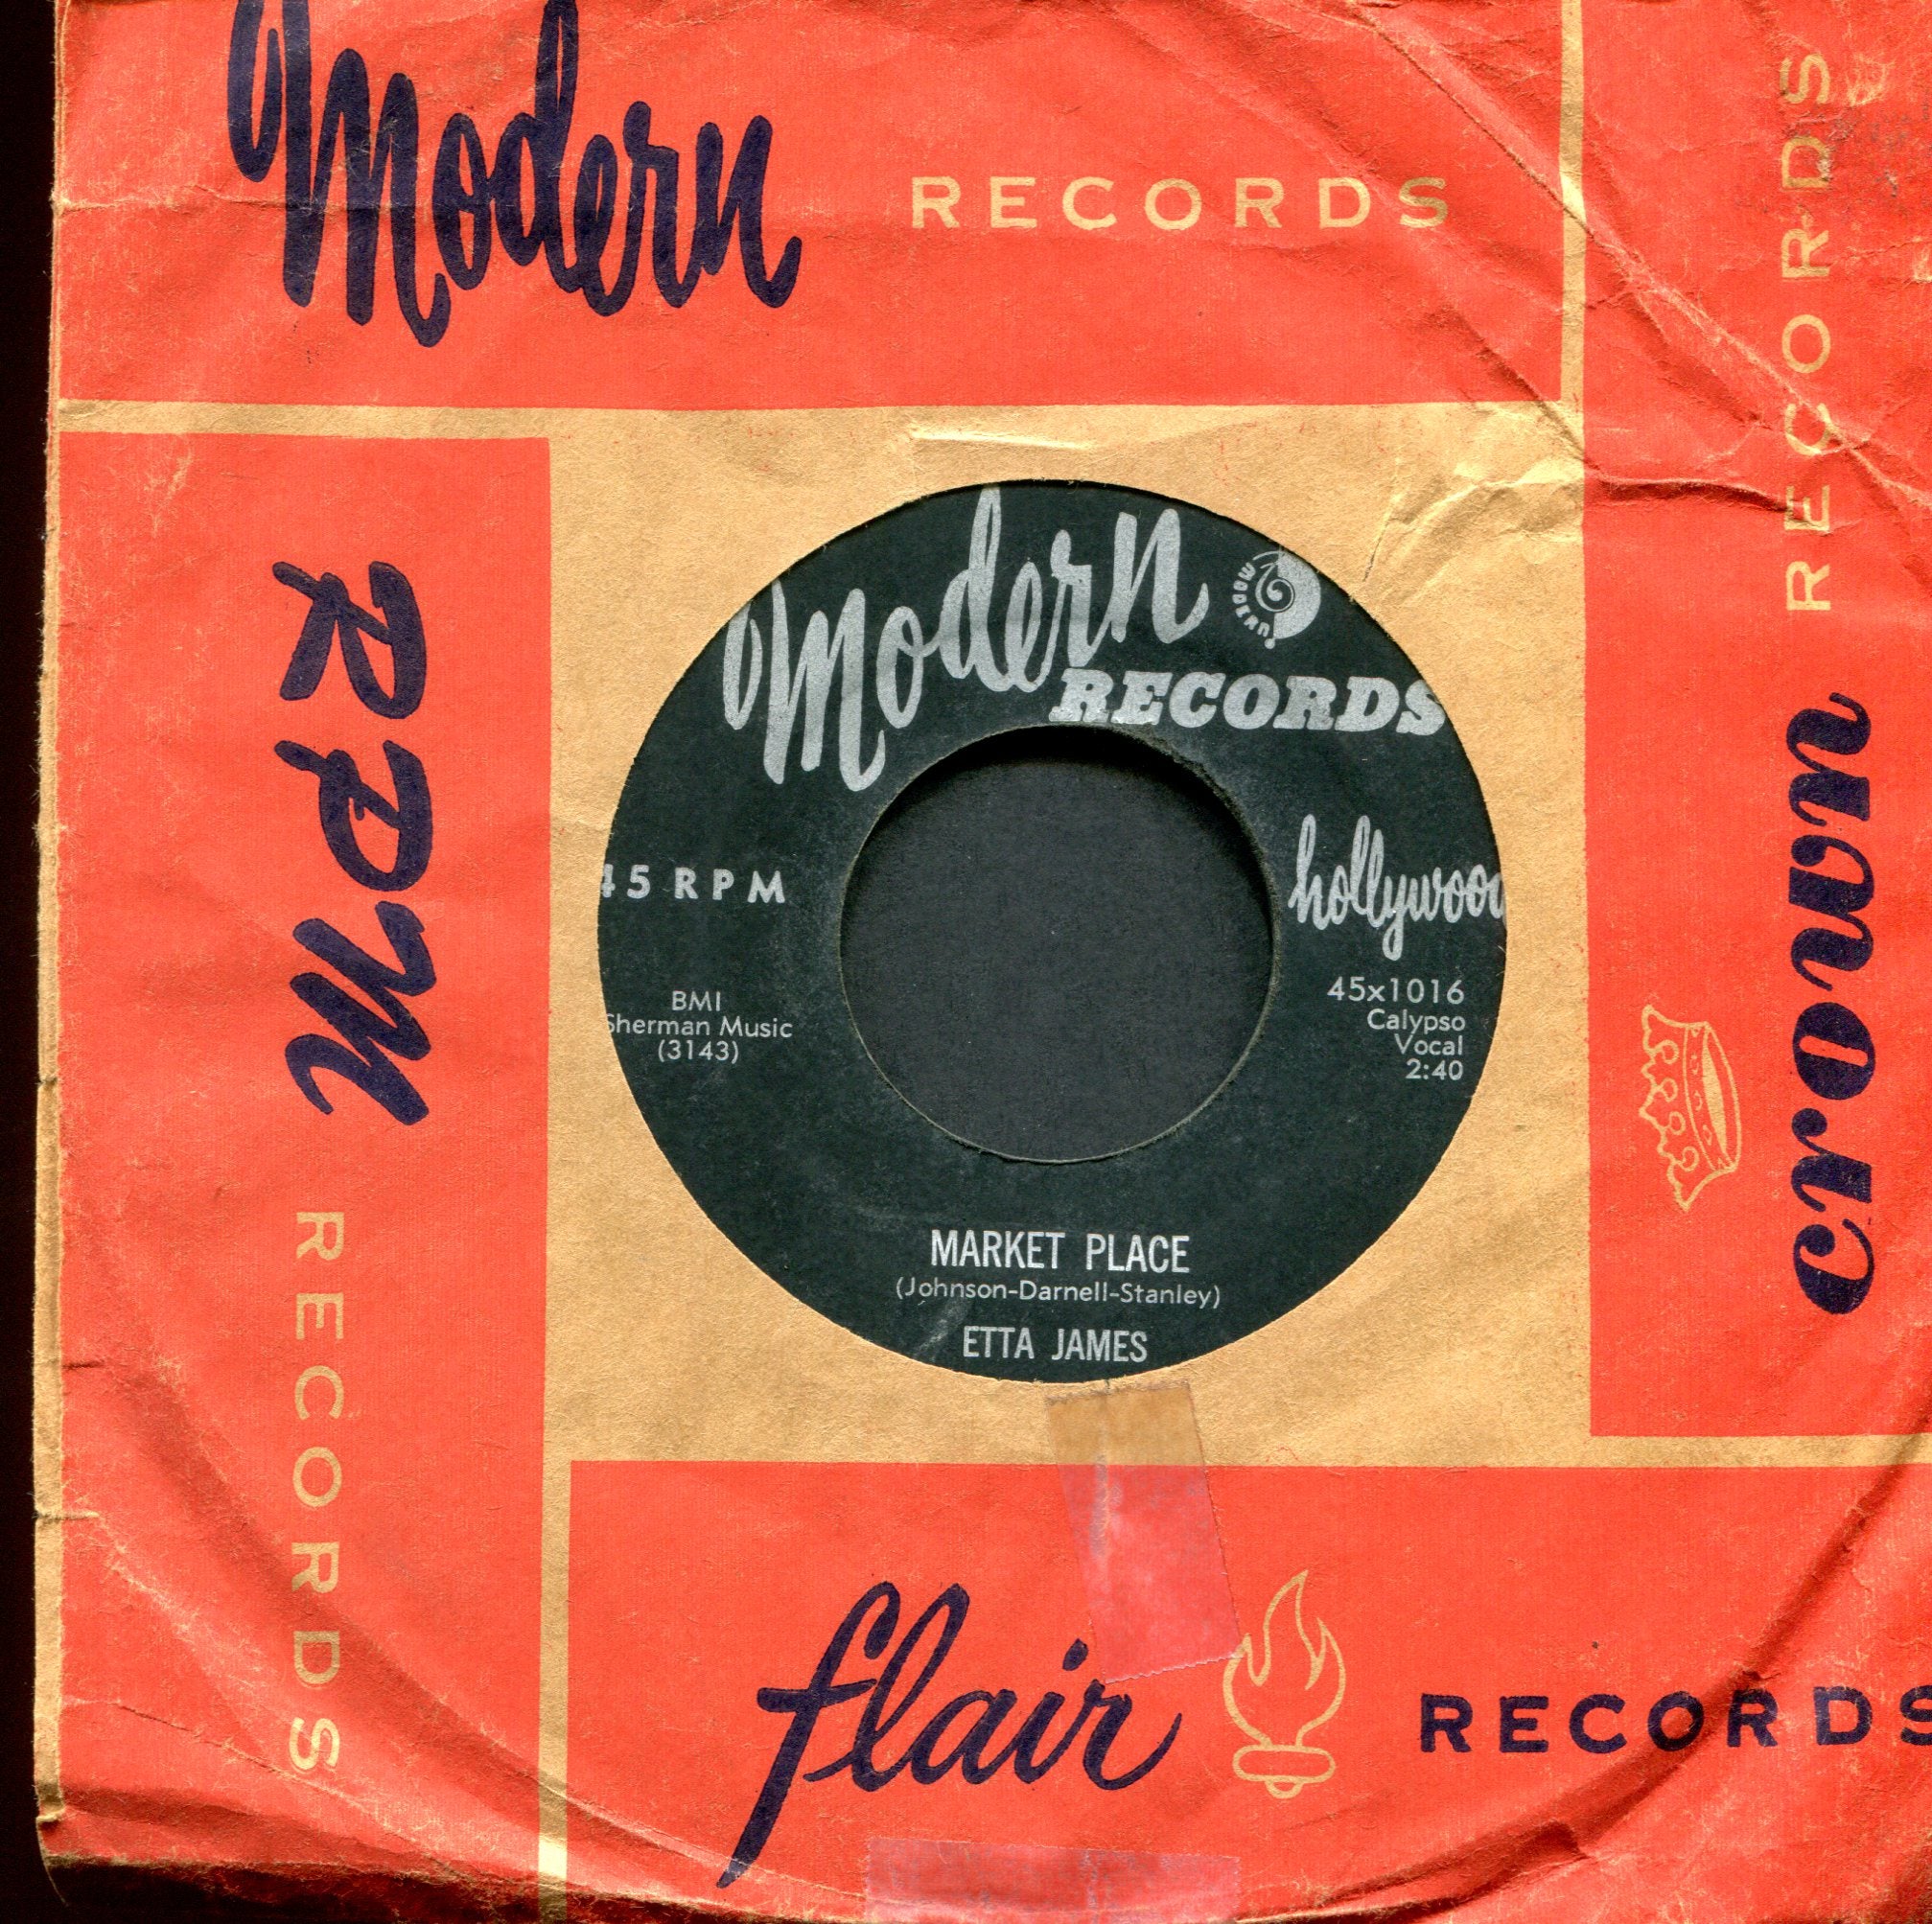 Modern RECORDS
RPM RECORDS
crown RECORDS
flair RECORDS
Modern
RECORDS
MODERN
45 RPM
hollywood
BMI
Sherman Music
(3143)
45x1016
Calypso
Vocal
2:40
MARKET PLACE
(Johnson-Darnell-Stanley)
ETTA JAMES